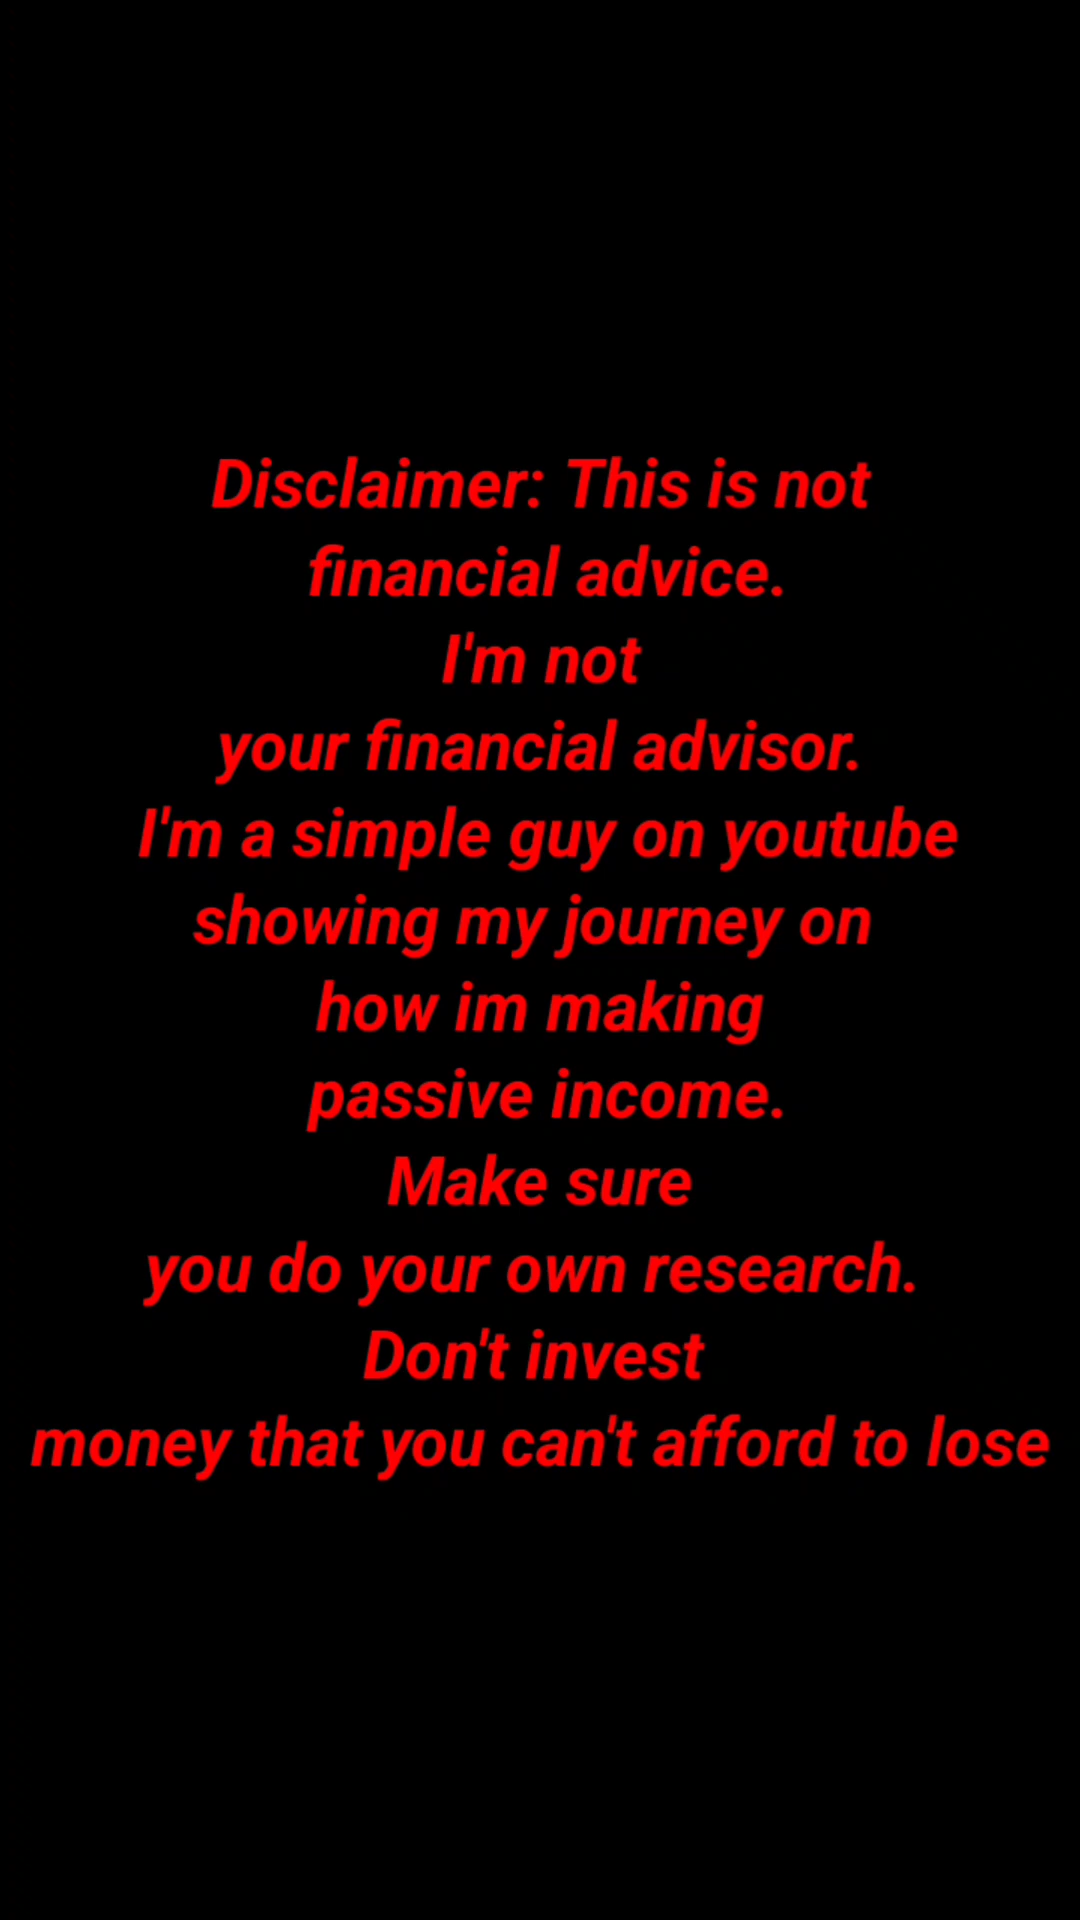 Disclaimer: This is not
financial advice.
I'm not
your financial advisor.
I'm a simple guy on youtube
showing my journey on
how im making
passive income.
Make sure
you do your own research.
Don't invest
money that you can't afford to lose